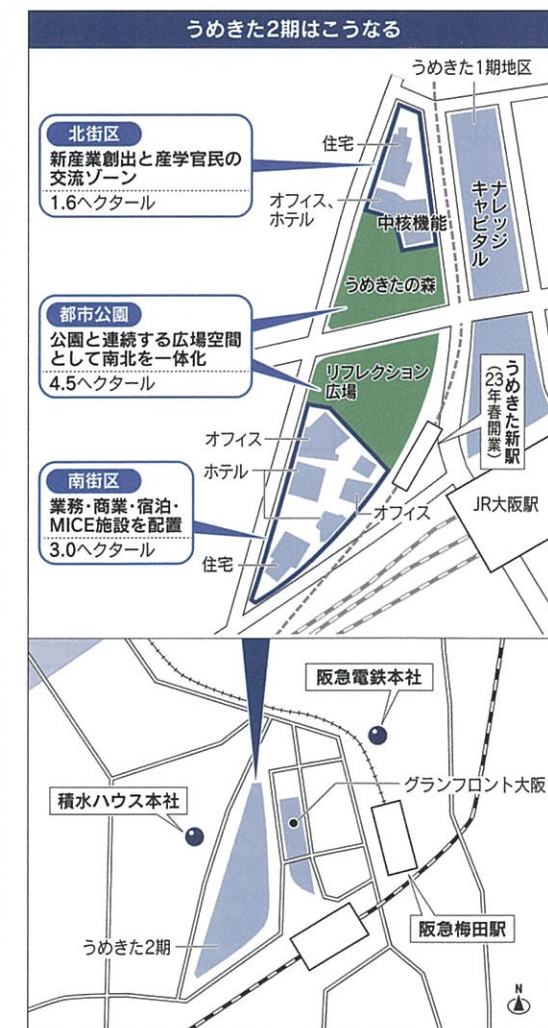 うめきた2期はこうなる
うめきた1期地区
北街区
新産業創出と産学官民の
交流ゾーン
1.6ヘクタール
住宅
オフィス、
ホテル
中核機能
ナレッジ
キャピタル
うめきたの森
都市公園
公園と連続する広場空間
として南北を一体化
4.5ヘクタール
リフレクション
広場
うめきた新駅
(23年春開業)
オフィス
ホテル
南街区
業務・商業・宿泊・
MICE施設を配置
3.0ヘクタール
オフィス
JR大阪駅
住宅
阪急電鉄本社
積水ハウス本社
グランフロント大阪
うめきた2期
阪急梅田駅
N